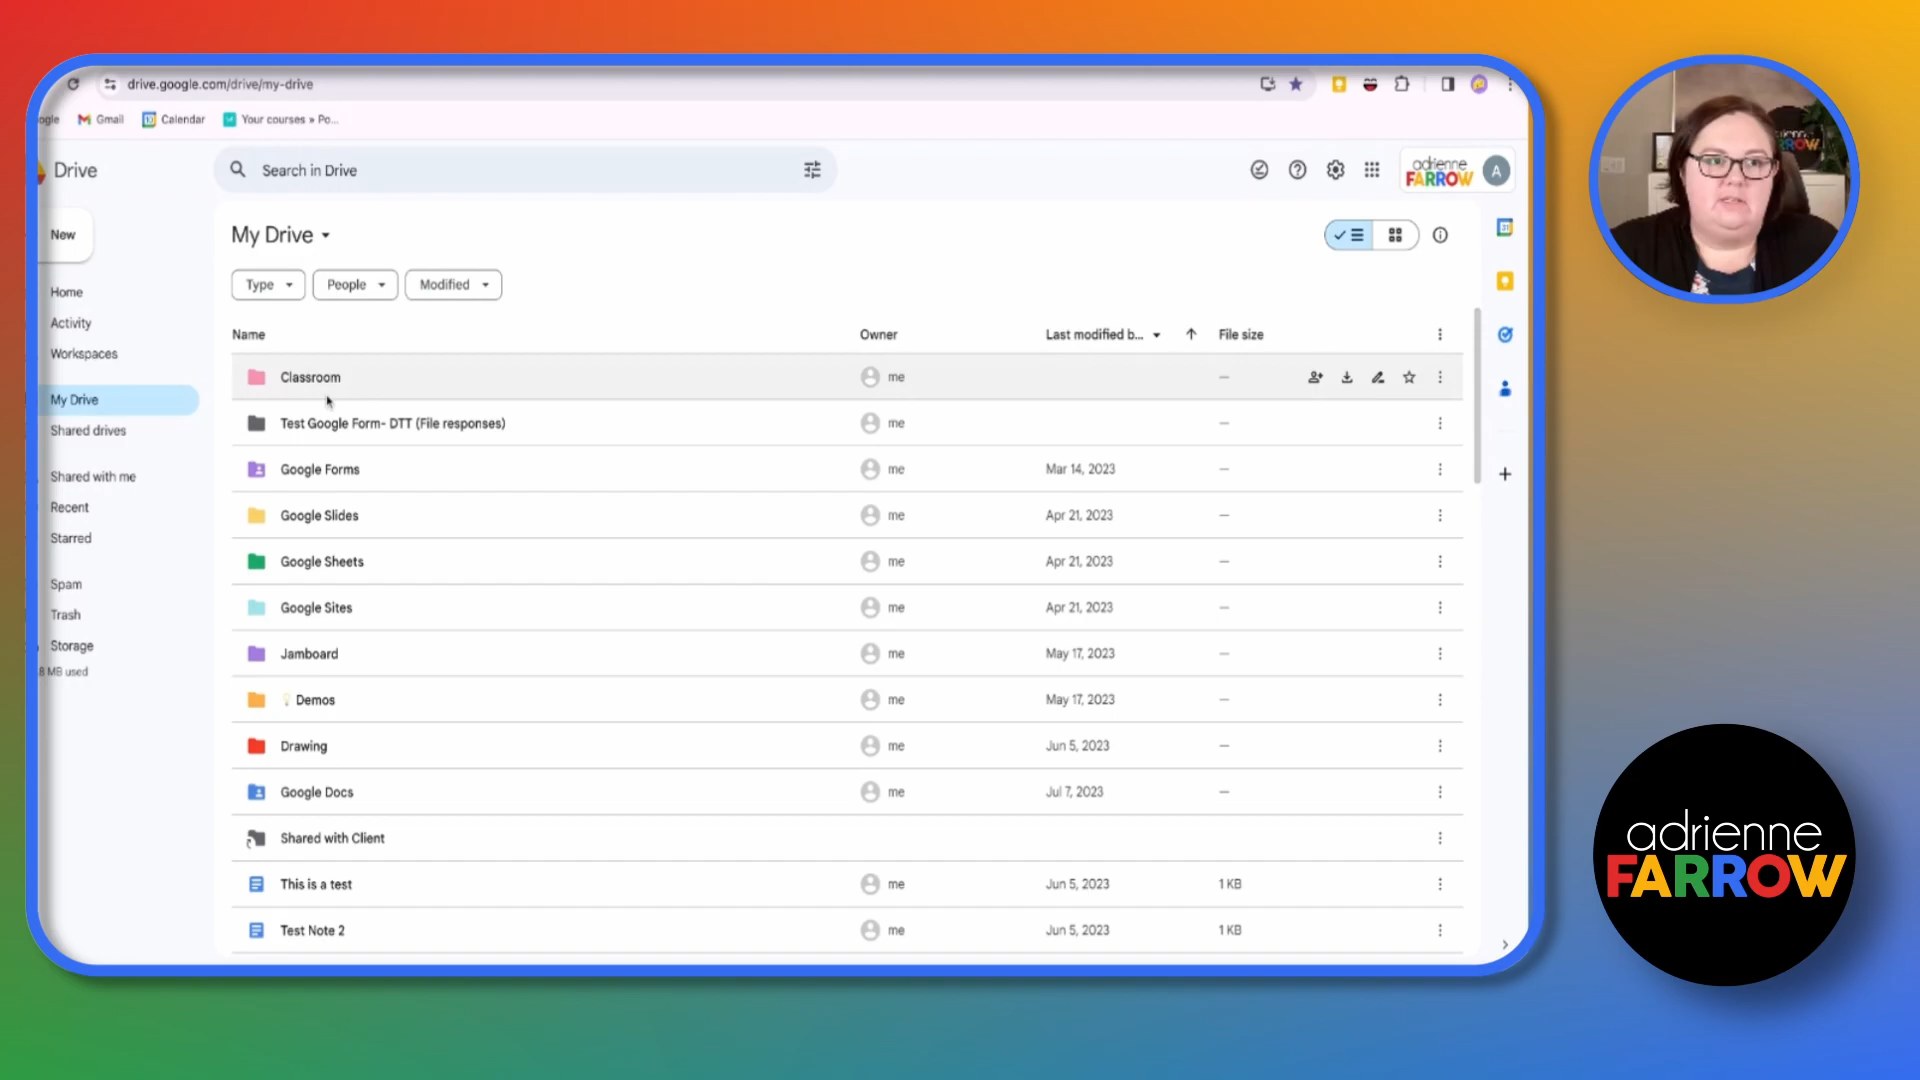 drive.google.com/drive/my-drive
ogle Gmail Calendar Your courses » Po...
Drive
Search in Drive
adrienne
FARROW
A
New
My Drive
Type People Modified
Home
Activity
Workspaces
My Drive
Shared drives
Shared with me
Recent
Starred
Spam
Trash
Storage
8 MB used
Name Owner Last modified b... File size
Classroom me —
Test Google Form- DTT (File responses) me —
Google Forms me Mar 14, 2023 —
Google Slides me Apr 21, 2023 —
Google Sheets me Apr 21, 2023 —
Google Sites me Apr 21, 2023 —
Jamboard me May 17, 2023 —
Demos me May 17, 2023 —
Drawing me Jun 5, 2023 —
Google Docs me Jul 7, 2023 —
Shared with Client
This is a test me Jun 5, 2023 1 KB
Test Note 2 me Jun 5, 2023 1 KB
adrienne
FARROW